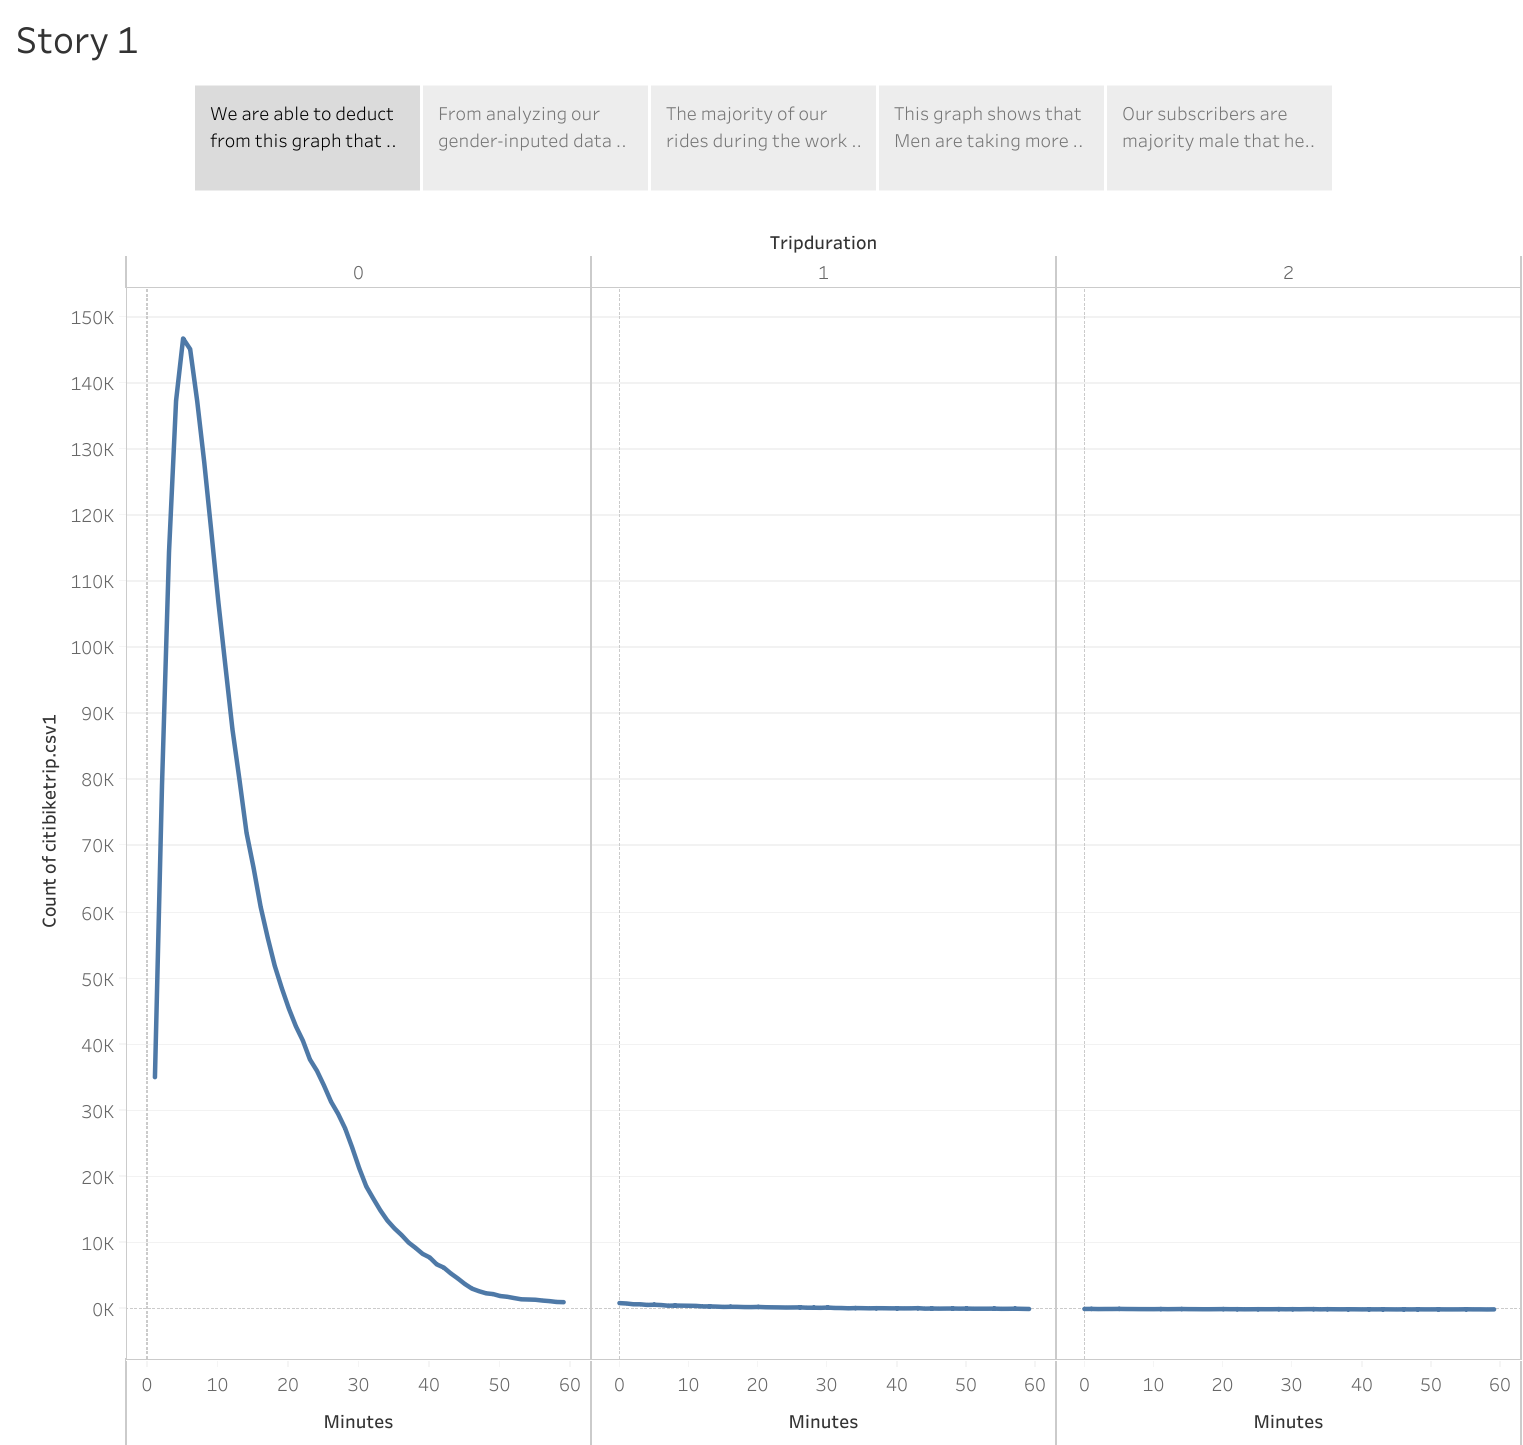 Story 1
We are able to deduct
from this graph that ..
From analyzing our
gender-inputed data ..
The majority of our
rides during the work ..
This graph shows that
Men are taking more ..
Our subscribers are
majority male that he..
Tripduration
0 1 2
150K
140K
130K
120K
110K
100K
90K
80K
70K
60K
50K
40K
30K
20K
10K
0K
Count of citibiketrip.csv1
0 10 20 30 40 50 60 0 10 20 30 40 50 60 0 10 20 30 40 50 60
Minutes Minutes Minutes